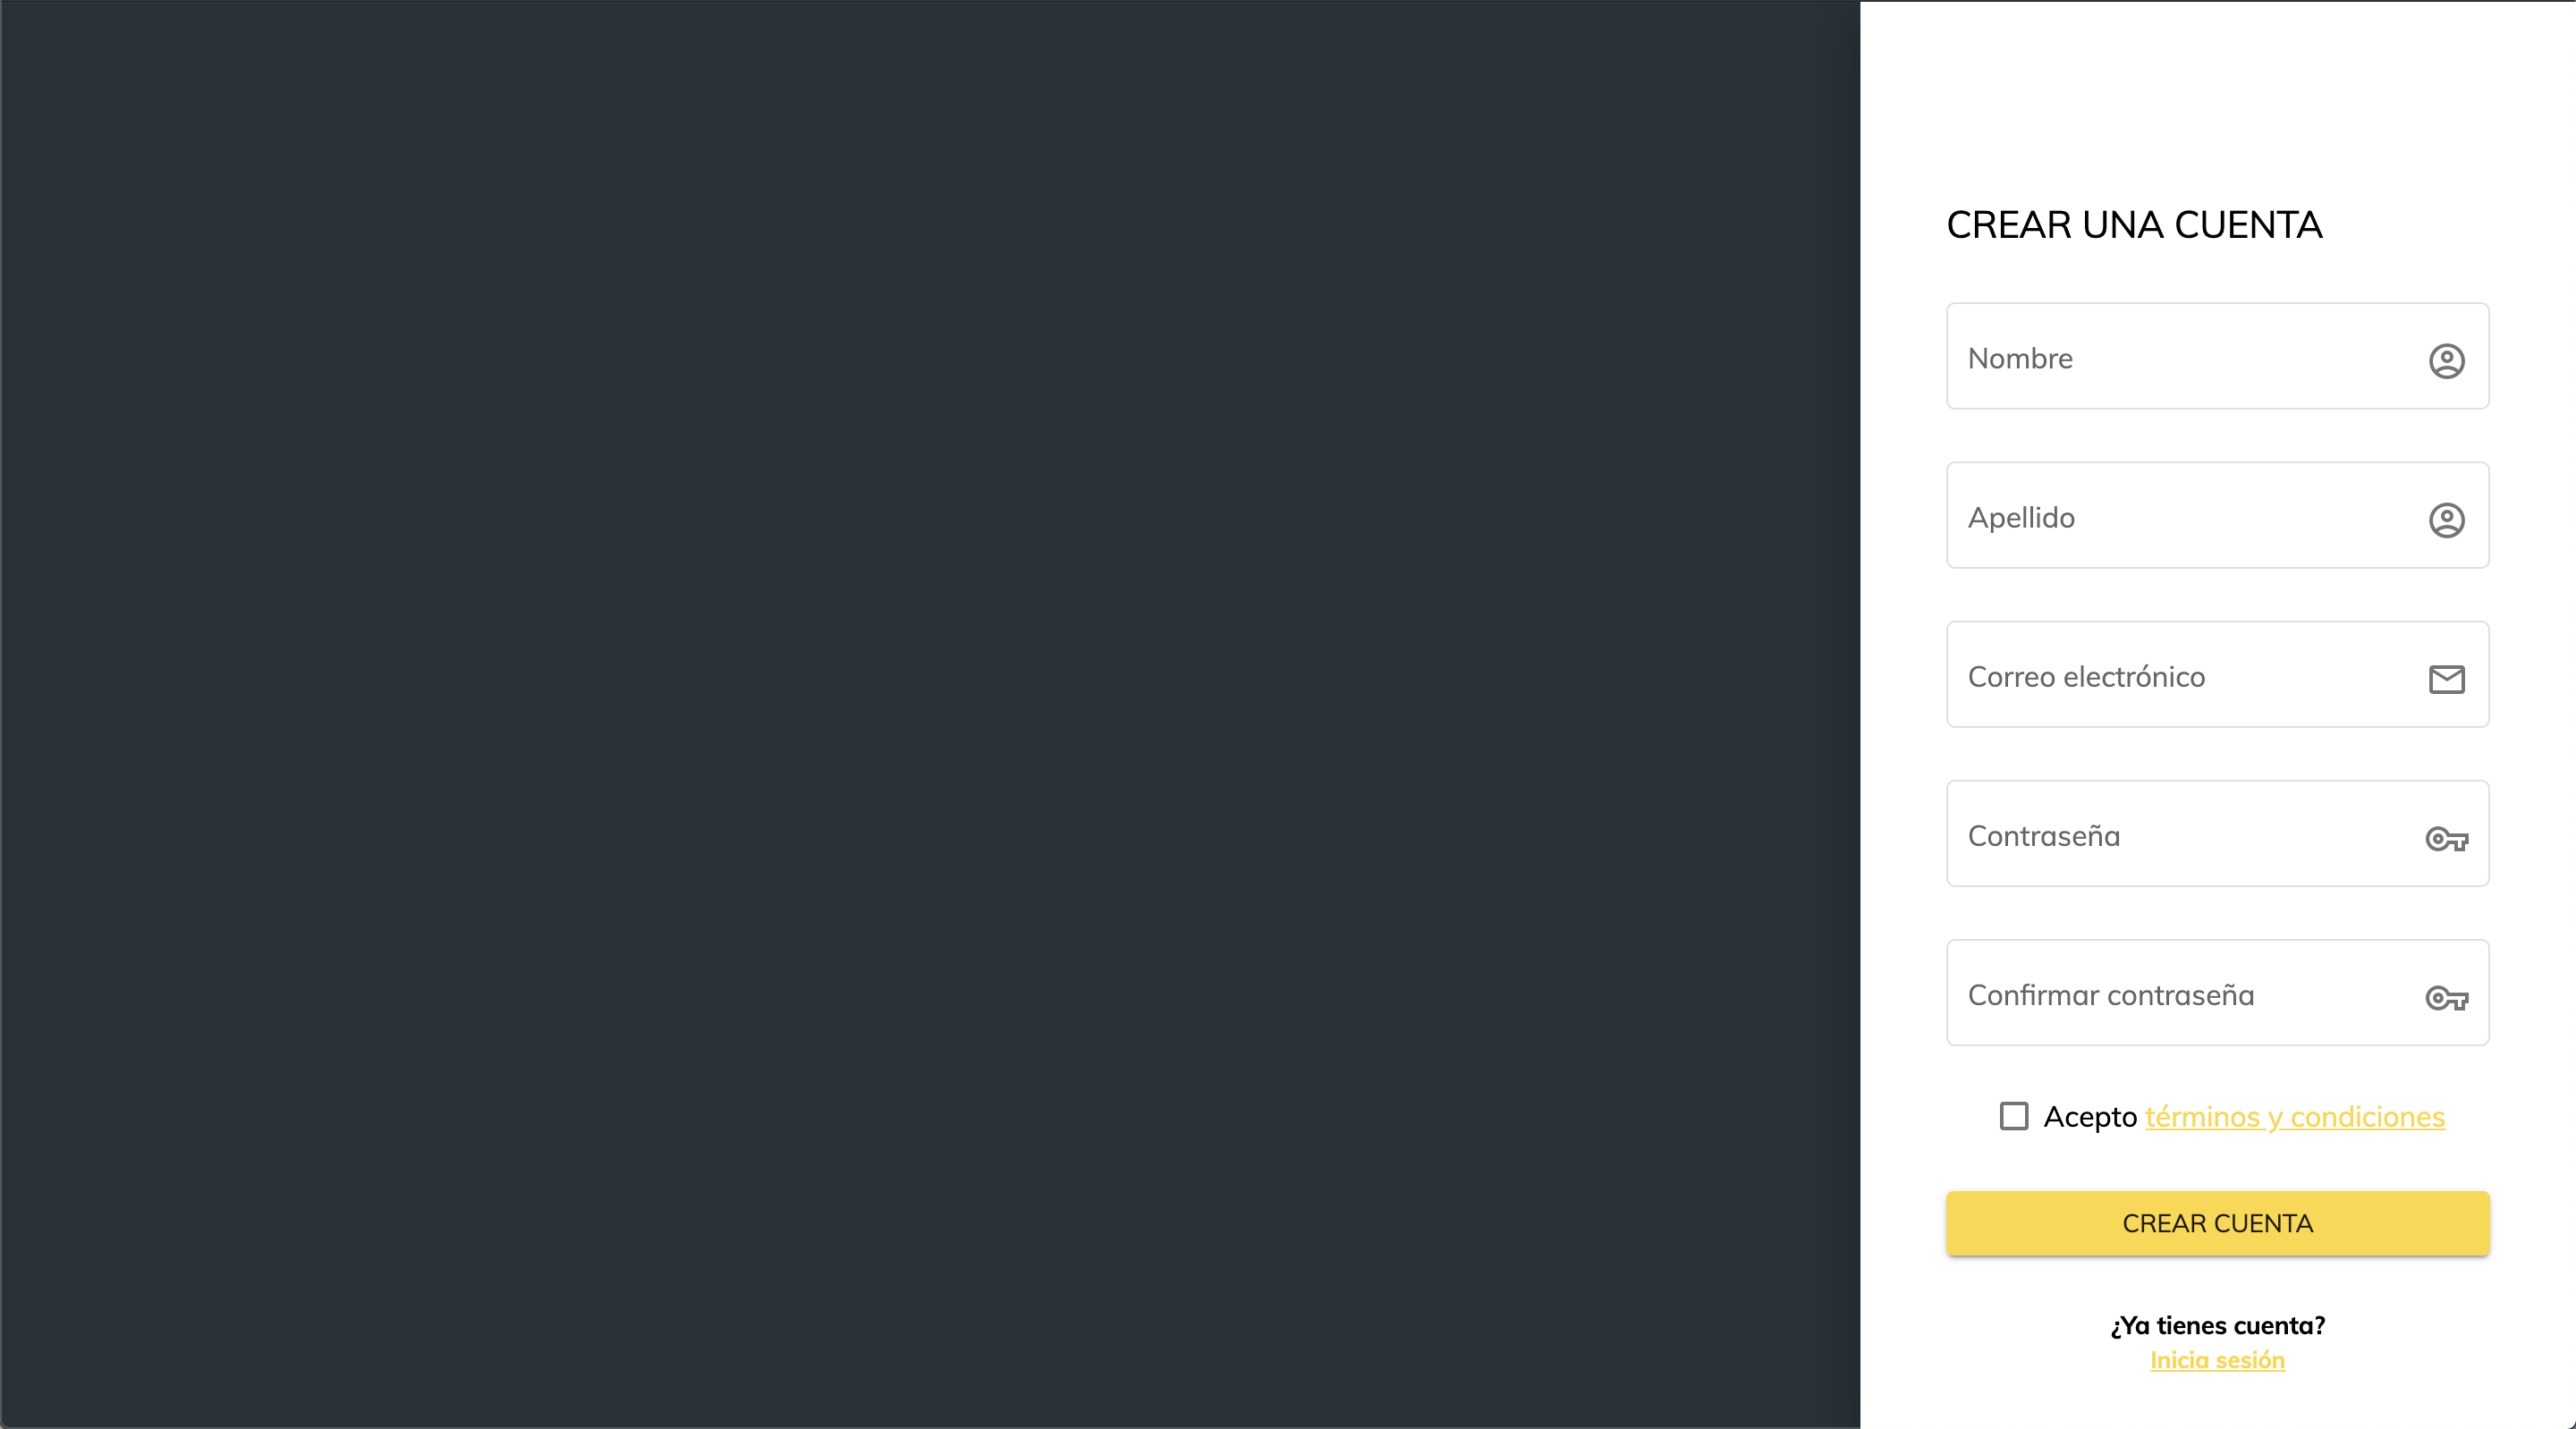 CREAR UNA CUENTA
Nombre
Apellido
Correo electrónico
Contraseña
Confirmar contraseña
Acepto términos y condiciones
CREAR CUENTA
¿Ya tienes cuenta?
Inicia sesión